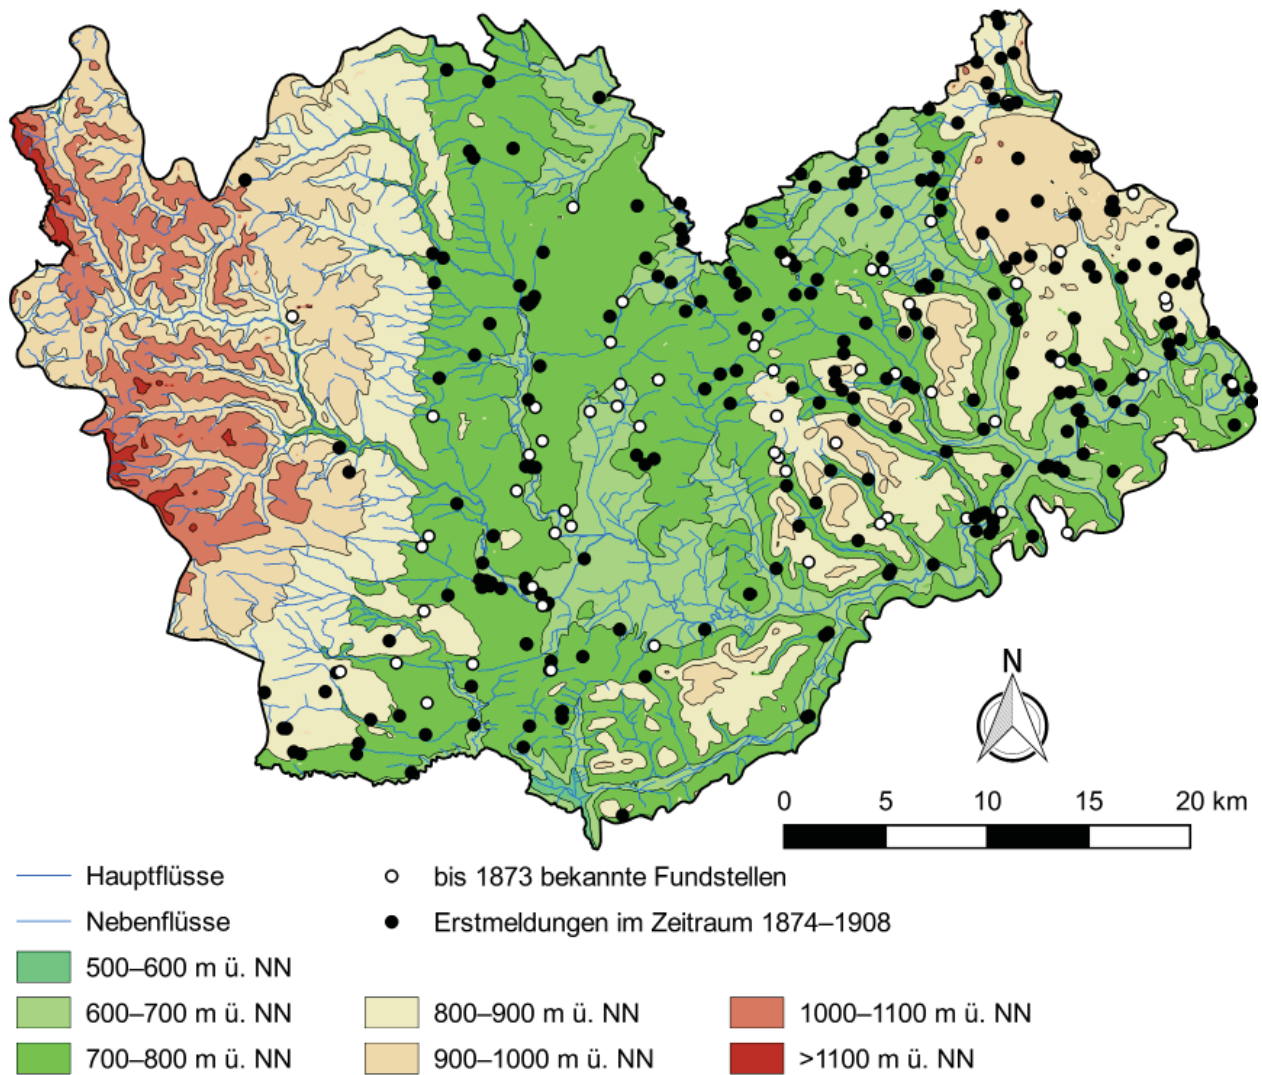 N
0 5 10 15 20 km
Hauptflüsse
bis 1873 bekannte Fundstellen
Nebenflüsse
Erstmeldungen im Zeitraum 1874–1908
500–600 m ü. NN
600–700 m ü. NN
800–900 m ü. NN
1000–1100 m ü. NN
700–800 m ü. NN
900–1000 m ü. NN
>1100 m ü. NN